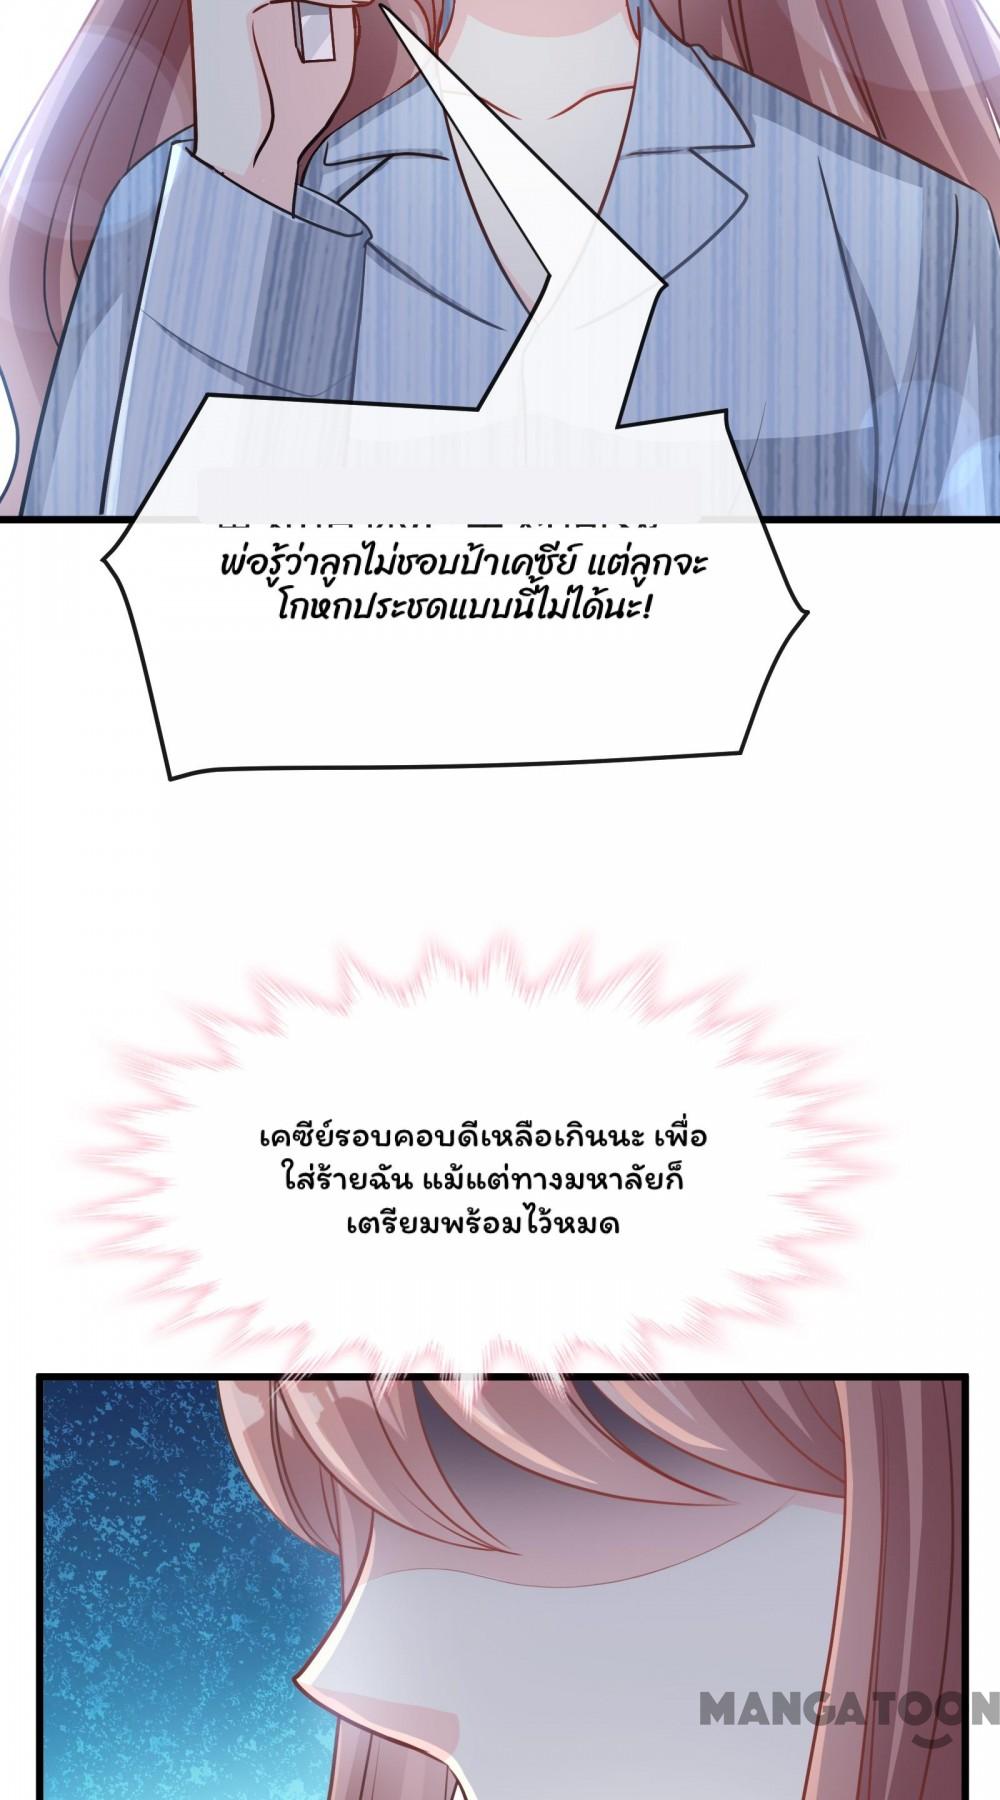 พ่อรู้ว่าลูกไม่ชอบป้าเคซีย์ แต่ลูกจะ
โกหกประชดแบบนี้ไม่ได้นะ!
เคซีย์รอบคอบดีเหลือเกินนะ เพื่อ
ใส่ร้ายฉัน แม้แต่ทางมหาลัยก็
เตรียมพร้อมไว้หมด
MANGATOON